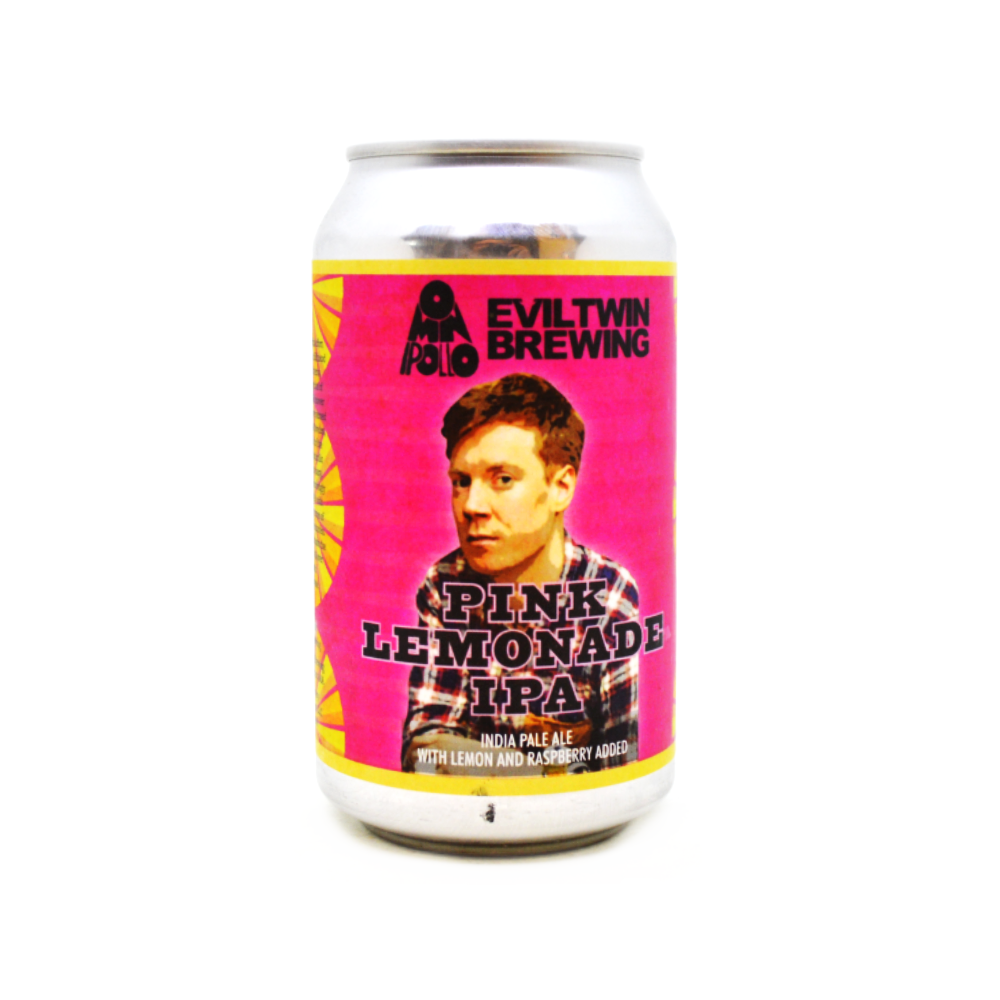 OMNIPOLLO
EVILTWIN
BREWING
PINK
LEMONADE
IPA
INDIA PALE ALE
WITH LEMON AND RASPBERRY ADDED